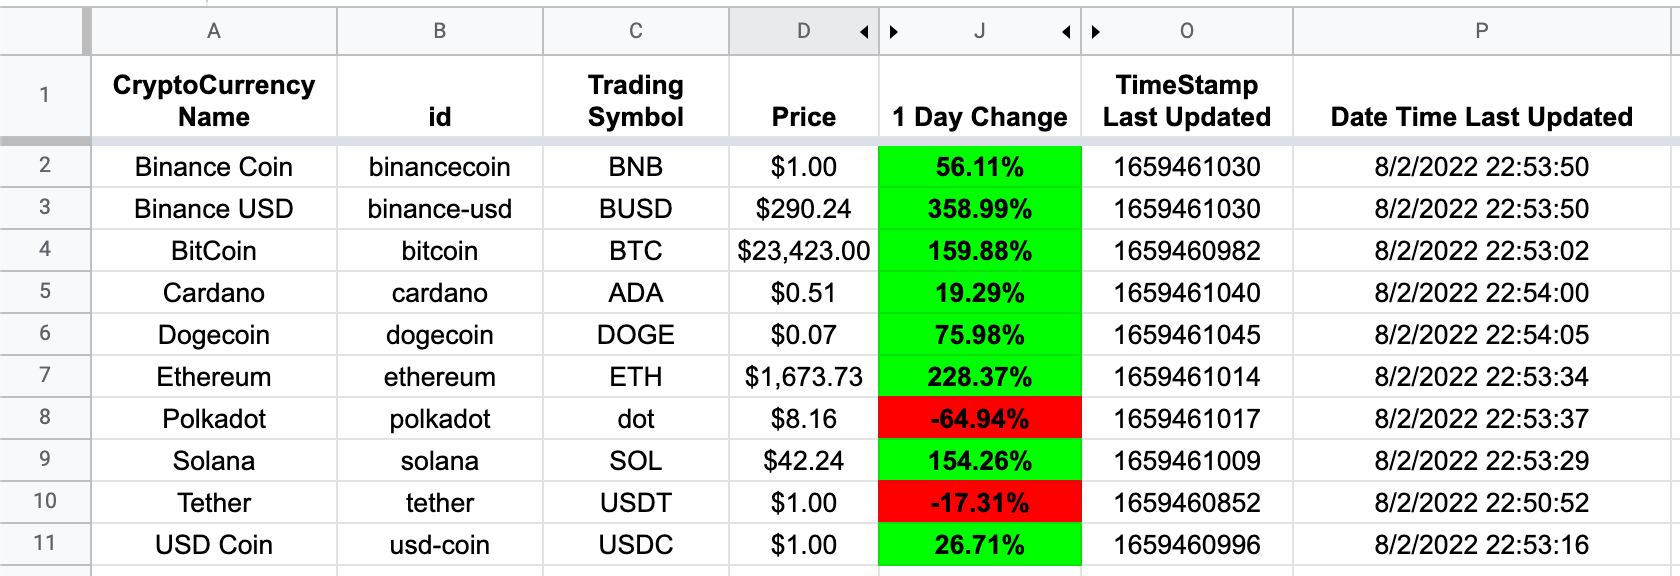 A B C D J O P
1 CryptoCurrency Name id Trading Symbol Price 1 Day Change TimeStamp Last Updated Date Time Last Updated
2 Binance Coin binancecoin BNB $1.00 56.11% 1659461030 8/2/2022 22:53:50
3 Binance USD binance-usd BUSD $290.24 358.99% 1659461030 8/2/2022 22:53:50
4 BitCoin bitcoin BTC $23,423.00 159.88% 1659460982 8/2/2022 22:53:02
5 Cardano cardano ADA $0.51 19.29% 1659461040 8/2/2022 22:54:00
6 Dogecoin dogecoin DOGE $0.07 75.98% 1659461045 8/2/2022 22:54:05
7 Ethereum ethereum ETH $1,673.73 228.37% 1659461014 8/2/2022 22:53:34
8 Polkadot polkadot dot $8.16 -64.94% 1659461017 8/2/2022 22:53:37
9 Solana solana SOL $42.24 154.26% 1659461009 8/2/2022 22:53:29
10 Tether tether USDT $1.00 -17.31% 1659460852 8/2/2022 22:50:52
11 USD Coin usd-coin USDC $1.00 26.71% 1659460996 8/2/2022 22:53:16